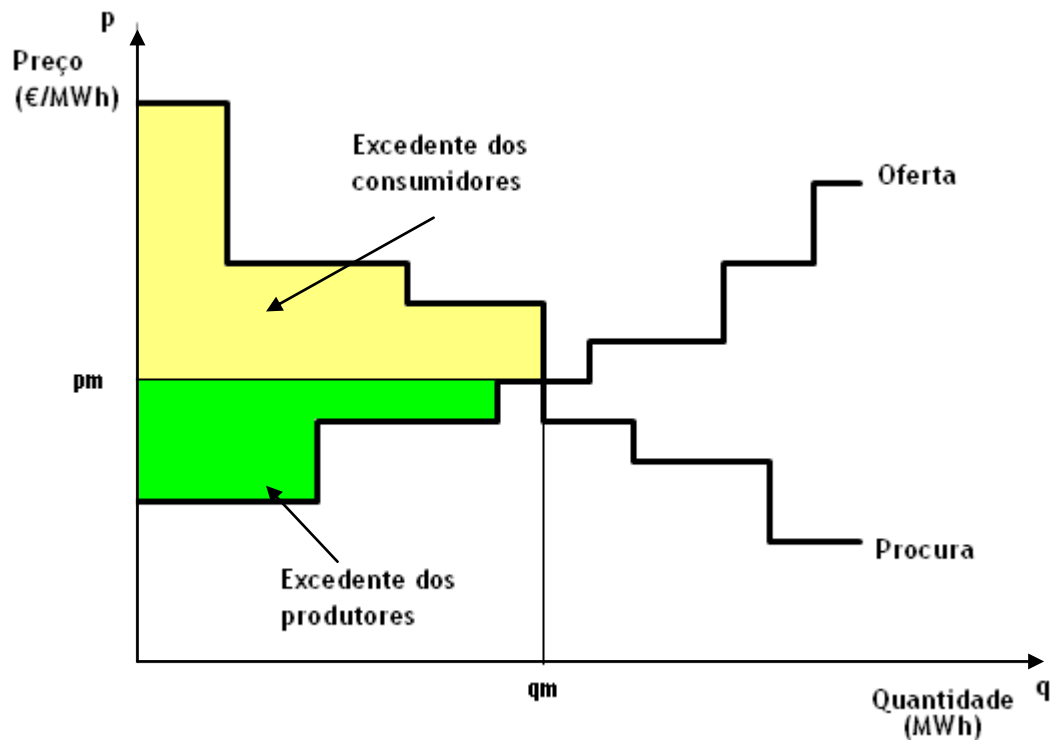 p
Preço
(€/MWh)
Excedente dos
consumidores
Oferta
pm
Excedente dos
produtores
Procura
qm
q
Quantidade
(MWh)